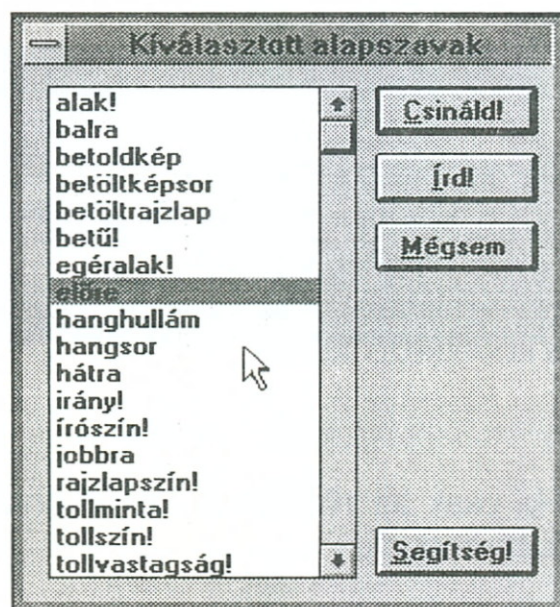 Kiválasztott alapszavak
alak!
balra
betoldkép
betöltképsor
betöltrajzlap
betű!
egéralak!
előre
hanghullám
hangsor
hátra
irány!
írószín!
jobbra
rajzlapszín!
tollminta!
tollszín!
tollvastagság!
Csináld!
Írd!
Mégsem
Segítség!